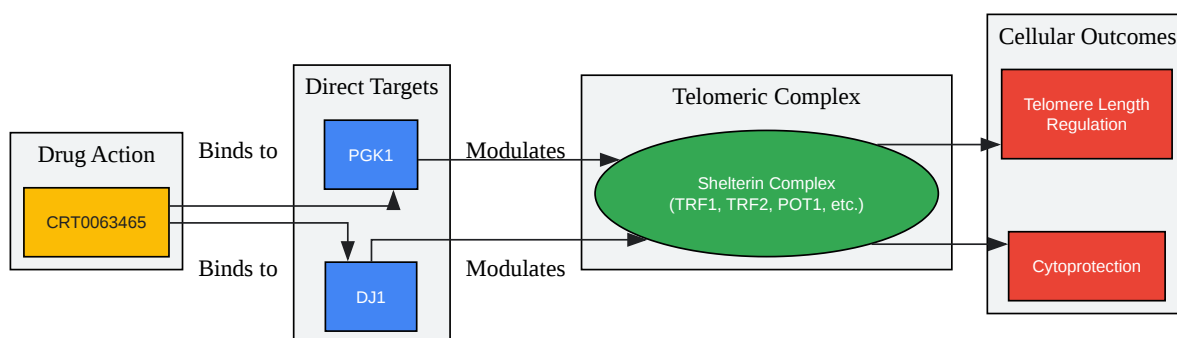 Drug Action
CRT0063465
Binds to
Binds to
Direct Targets
PGK1
DJ1
Modulates
Modulates
Telomeric Complex
Shelterin Complex
(TRF1, TRF2, POT1, etc.)
Cellular Outcomes
Telomere Length
Regulation
Cytoprotection